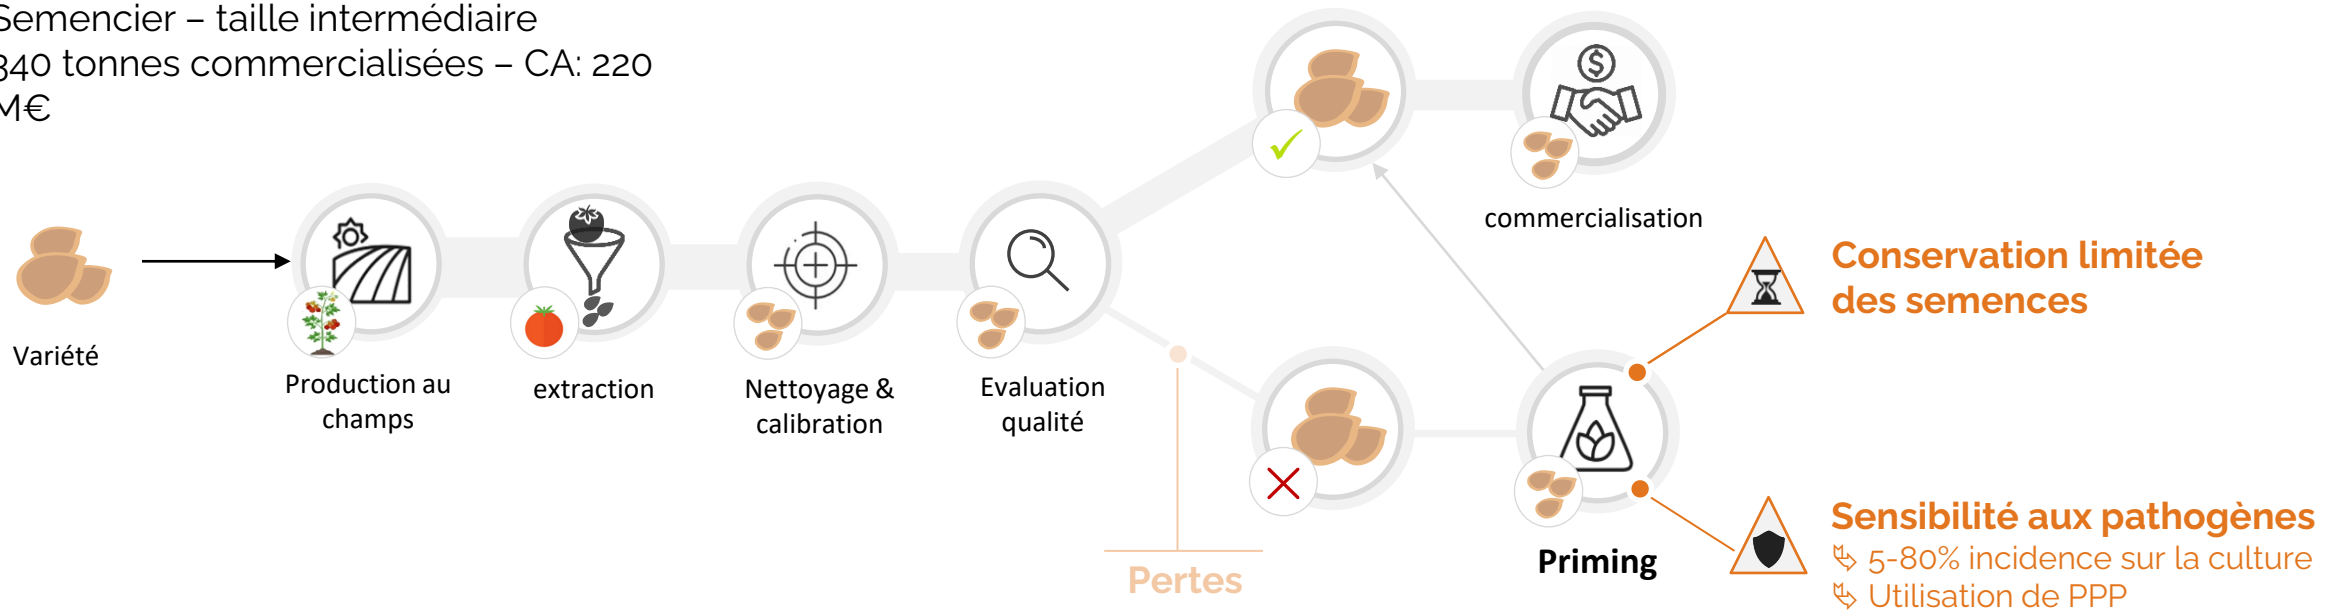 Semencier – taille intermédiaire
340 tonnes commercialisées – CA: 220
M€
Variété
Production au
champs
extraction
Nettoyage &
calibration
Evaluation
qualité
commercialisation
Pertes
Priming
Conservation limitée
des semences
Sensibilité aux pathogènes
↳ 5-80% incidence sur la culture
↳ Utilisation de PPP